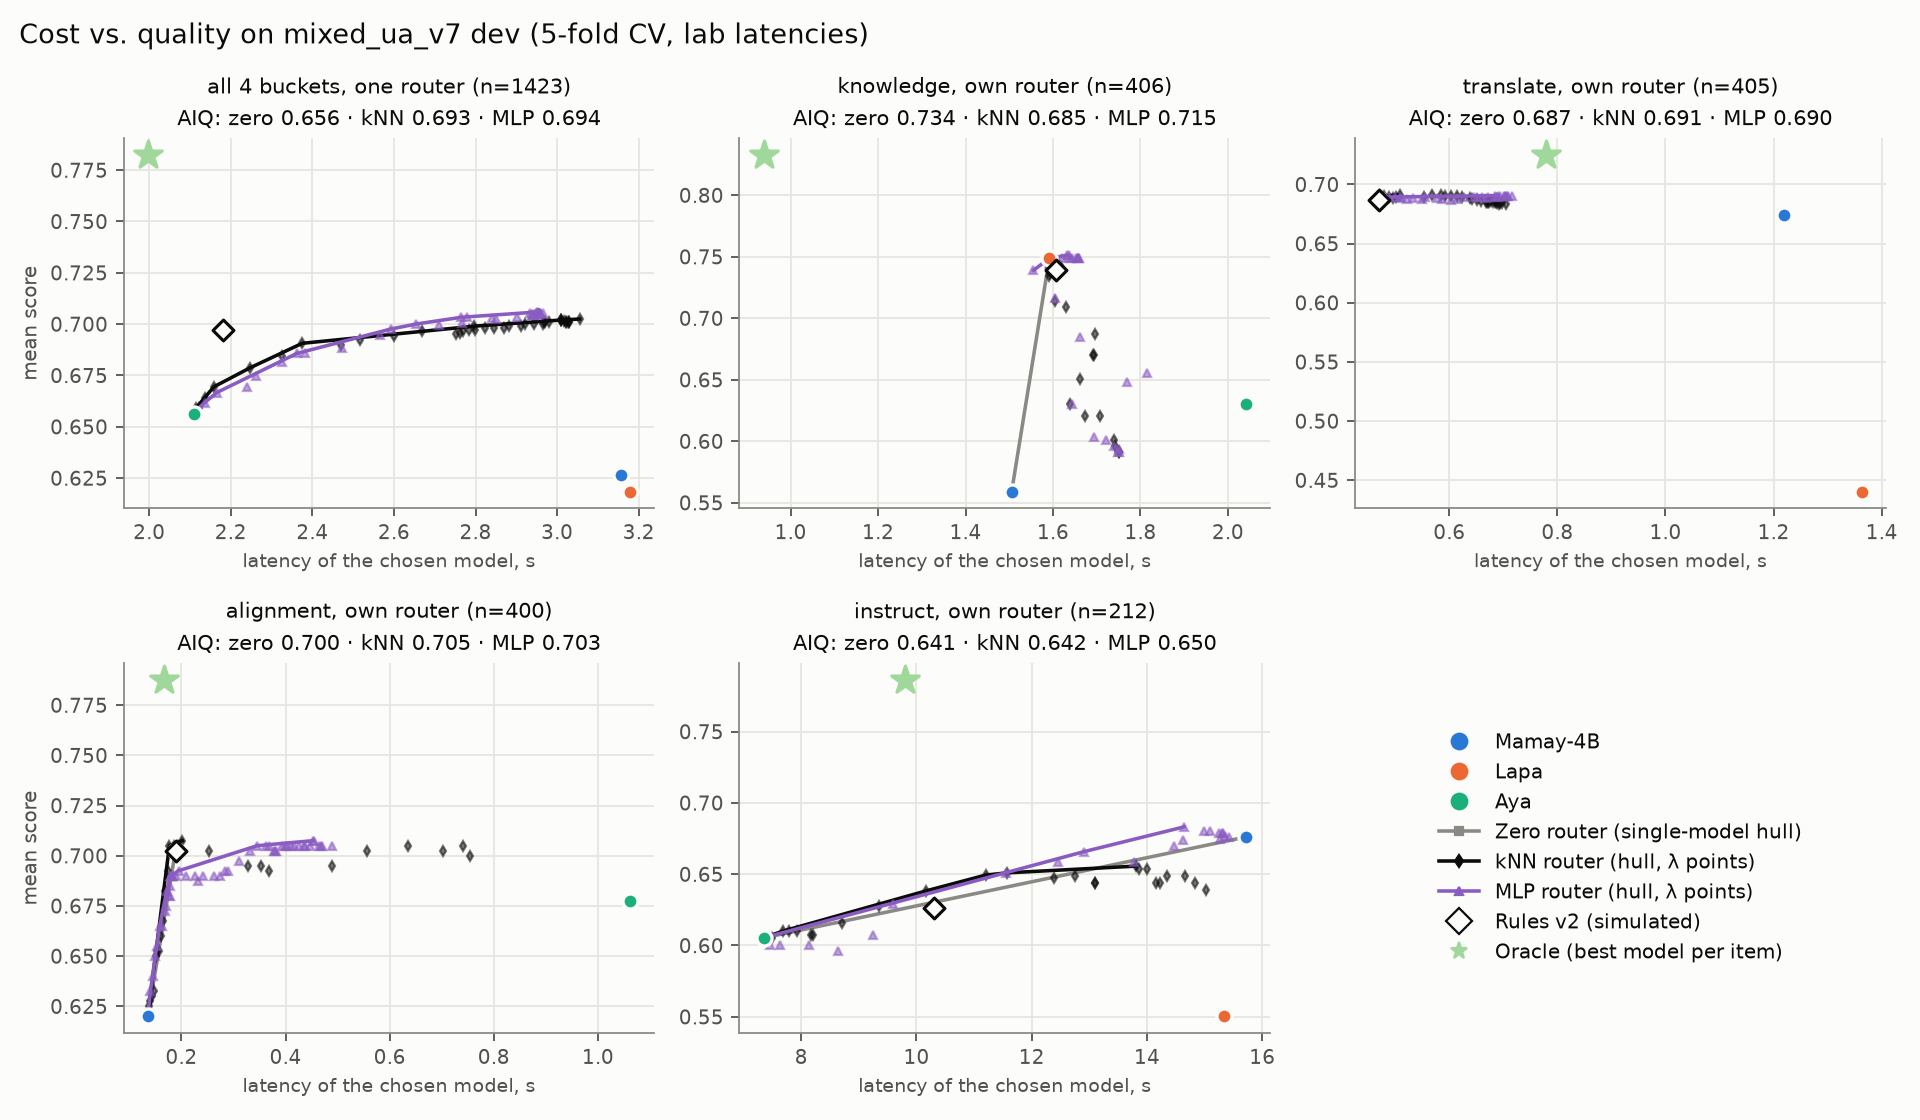 Cost vs. quality on mixed_ua_v7 dev (5-fold CV, lab latencies)
all 4 buckets, one router (n=1423)
AIQ: zero 0.656 · kNN 0.693 · MLP 0.694
0.775
0.750
0.725
0.700
0.675
0.650
0.625
mean score
2.0 2.2 2.4 2.6 2.8 3.0 3.2
latency of the chosen model, s
knowledge, own router (n=406)
AIQ: zero 0.734 · kNN 0.685 · MLP 0.715
0.80
0.75
0.70
0.65
0.60
0.55
1.0 1.2 1.4 1.6 1.8 2.0
latency of the chosen model, s
translate, own router (n=405)
AIQ: zero 0.687 · kNN 0.691 · MLP 0.690
0.70
0.65
0.60
0.55
0.50
0.45
0.6 0.8 1.0 1.2 1.4
latency of the chosen model, s
alignment, own router (n=400)
AIQ: zero 0.700 · kNN 0.705 · MLP 0.703
0.775
0.750
0.725
0.700
0.675
0.650
0.625
mean score
0.2 0.4 0.6 0.8 1.0
latency of the chosen model, s
instruct, own router (n=212)
AIQ: zero 0.641 · kNN 0.642 · MLP 0.650
0.75
0.70
0.65
0.60
0.55
8 10 12 14 16
latency of the chosen model, s
Mamay-4B
Lapa
Aya
Zero router (single-model hull)
kNN router (hull, λ points)
MLP router (hull, λ points)
Rules v2 (simulated)
Oracle (best model per item)